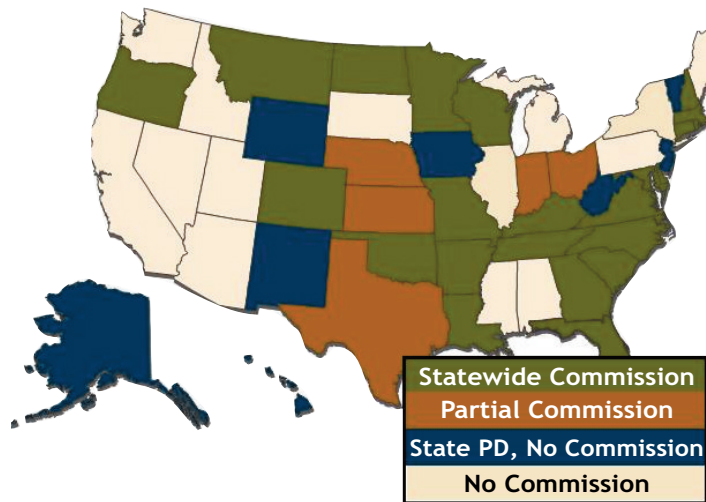 Statewide Commission
Partial Commission
State PD, No Commission
No Commission